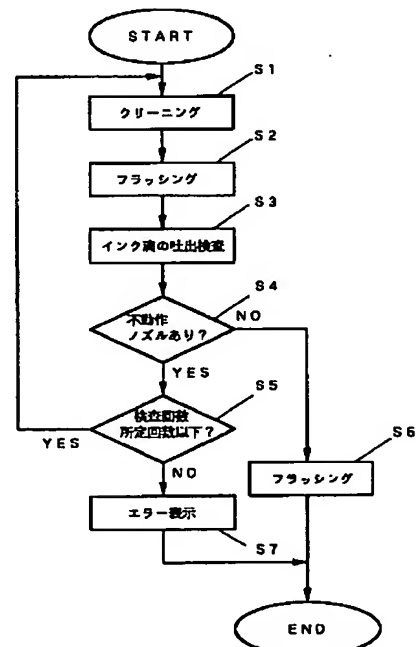 START
S1
クリーニング
S2
フラッシング
S3
インク滴の吐出検査
S4
不動作
ノズルあり?
NO
YES
S5
検査回数
所定回数以下?
YES
NO
S6
フラッシング
エラー表示
S7
END